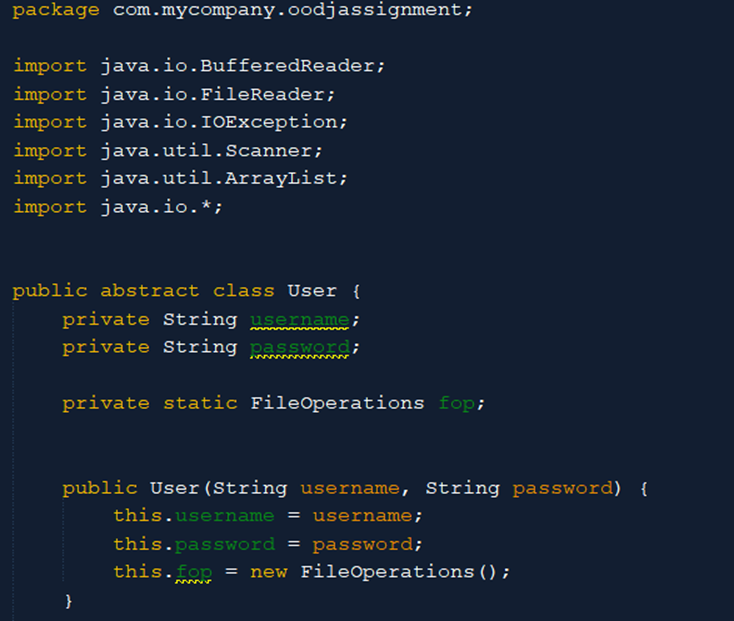 package com.mycompany.oodjassignment;
import java.io.BufferedReader;
import java.io.FileReader;
import java.io.IOException;
import java.util.Scanner;
import java.util.ArrayList;
import java.io.*;
public abstract class User {
private String username;
private String password;
private static FileOperations fop;
public User(String username, String password) {
this.username = username;
this.password = password;
this.fop = new FileOperations();
}